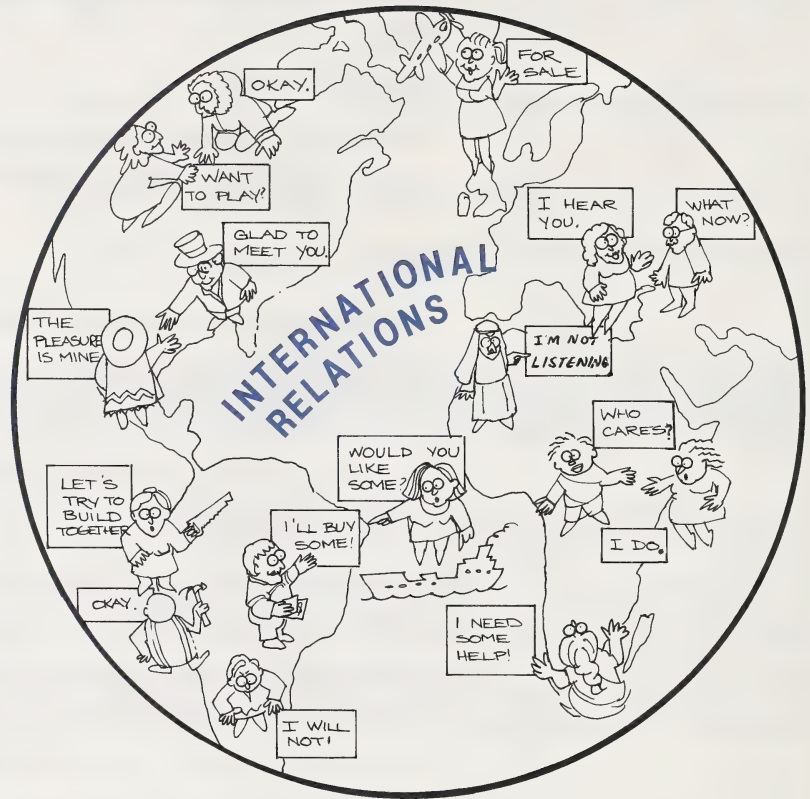 OKAY.
FOR
SALE
WANT
TO PLAY?
I HEAR
YOU.
WHAT
NOW?
GLAD TO
MEET YOU.
INTERNATIONAL
RELATIONS
THE
PLEASURE
IS MINE
I'M NOT
LISTENING.
WHO
CARES?
WOULD YOU
LIKE
SOME?
LET'S
TRY TO
BUILD
TOGETHER
I'LL BUY
SOME!
I DO.
OKAY.
I NEED
SOME
HELP!
I WILL
NOT!